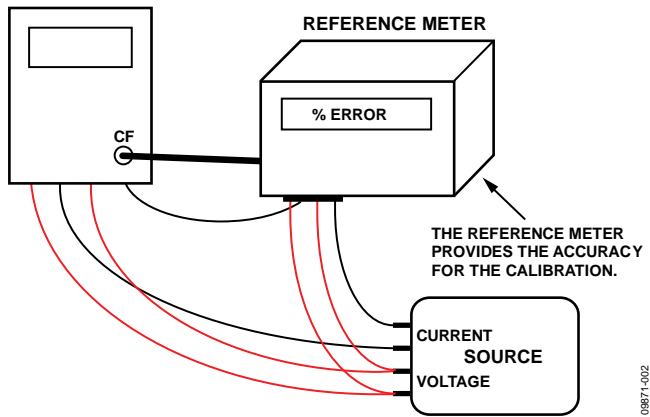 REFERENCE METER
% ERROR
CF
THE REFERENCE METER
PROVIDES THE ACCURACY
FOR THE CALIBRATION.
CURRENT
SOURCE
VOLTAGE
09871-002